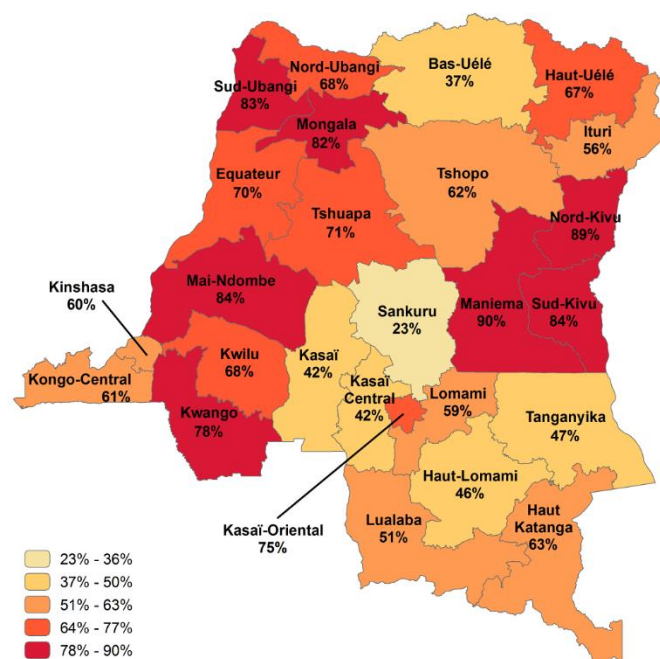 Nord-Ubangi
68%
Bas-Uélé
37%
Haut-Uélé
67%
Sud-Ubangi
83%
Mongala
82%
Ituri
56%
Equateur
70%
Tshopo
62%
Tshuapa
71%
Nord-Kivu
89%
Kinshasa
60%
Mai-Ndombe
84%
Sankuru
23%
Maniema
90%
Sud-Kivu
84%
Kwilu
68%
Kasaï
42%
Kongo-Central
61%
Kasaï
Central
42%
Lomami
59%
Kwango
78%
Tanganyika
47%
Haut-Lomami
46%
Kasaï-Oriental
75%
Lualaba
51%
Haut
Katanga
63%
23% - 36%
37% - 50%
51% - 63%
64% - 77%
78% - 90%